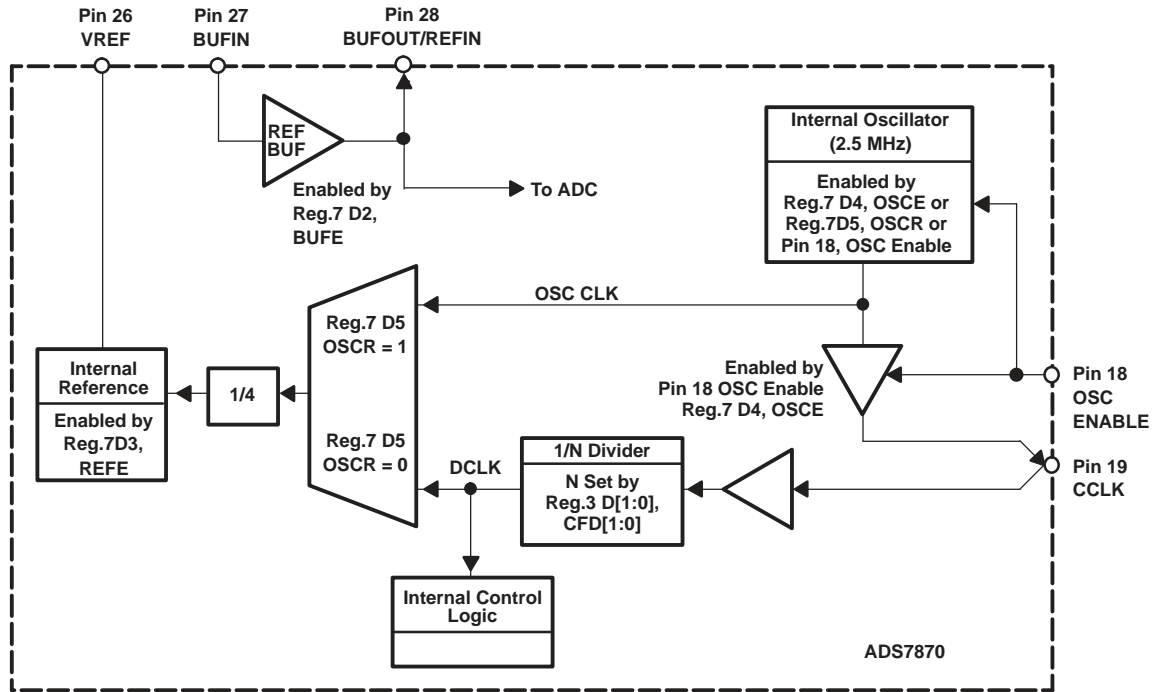 Pin 26
VREF
Pin 27
BUFIN
Pin 28
BUFOUT/REFIN
REF
BUF
Enabled by
Reg.7 D2,
BUFE
To ADC
Internal Oscillator
(2.5 MHz)
Enabled by
Reg.7 D4, OSCE or
Reg.7D5, OSCR or
Pin 18, OSC Enable
OSC CLK
Reg.7 D5
OSCR = 1
Internal
Reference
Enabled by
Reg.7D3,
REFE
1/4
Enabled by
Pin 18 OSC Enable
Reg.7 D4, OSCE
Pin 18
OSC
ENABLE
Reg.7 D5
OSCR = 0
DCLK
1/N Divider
N Set by
Reg.3 D[1:0],
CFD[1:0]
Pin 19
CCLK
Internal Control
Logic
ADS7870